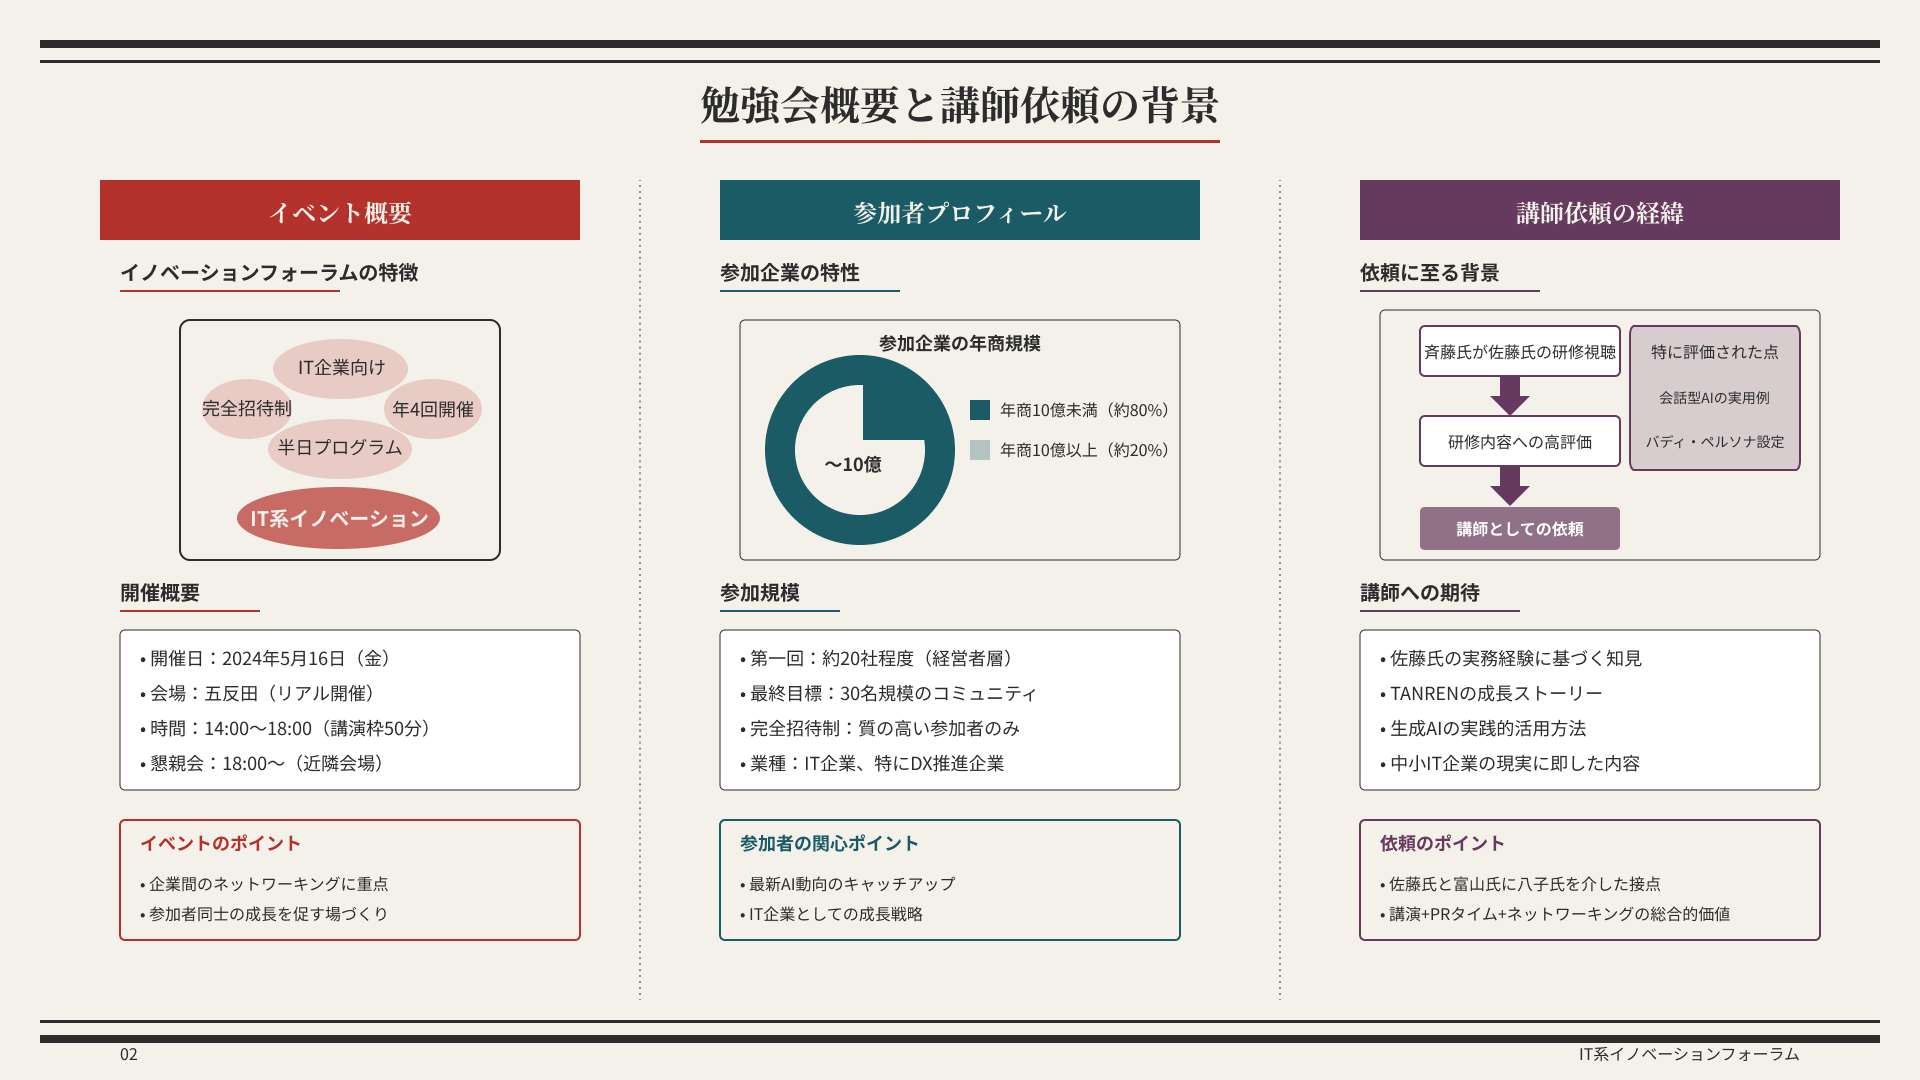 勉強会概要と講師依頼の背景
イベント概要
イノベーションフォーラムの特徴
IT企業向け
完全招待制
年4回開催
半日プログラム
IT系イノベーション
開催概要
• 開催日：2024年5月16日（金）
• 会場：五反田（リアル開催）
• 時間：14:00〜18:00（講演枠50分）
• 懇親会：18:00〜（近隣会場）
イベントのポイント
• 企業間のネットワーキングに重点
• 参加者同士の成長を促す場づくり
参加者プロフィール
参加企業の特性
参加企業の年商規模
〜10億
年商10億未満（約80%）
年商10億以上（約20%）
参加規模
• 第一回：約20社程度（経営者層）
• 最終目標：30名規模のコミュニティ
• 完全招待制：質の高い参加者のみ
• 業種：IT企業、特にDX推進企業
参加者の関心ポイント
• 最新AI動向のキャッチアップ
• IT企業としての成長戦略
講師依頼の経緯
依頼に至る背景
斉藤氏が佐藤氏の研修視聴
研修内容への高評価
講師としての依頼
特に評価された点
会話型AIの実用例
バディ・ペルソナ設定
講師への期待
• 佐藤氏の実務経験に基づく知見
• TANRENの成長ストーリー
• 生成AIの実践的活用方法
• 中小IT企業の現実に即した内容
依頼のポイント
• 佐藤氏と富山氏に八子氏を介した接点
• 講演+PRタイム+ネットワーキングの総合的価値
02
IT系イノベーションフォーラム